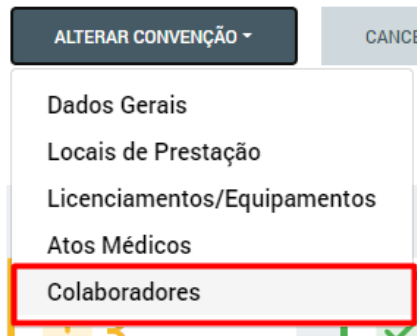 ALTERAR CONVENÇÃO
Dados Gerais
Locais de Prestação
Licenciamentos/Equipamentos
Atos Médicos
Colaboradores